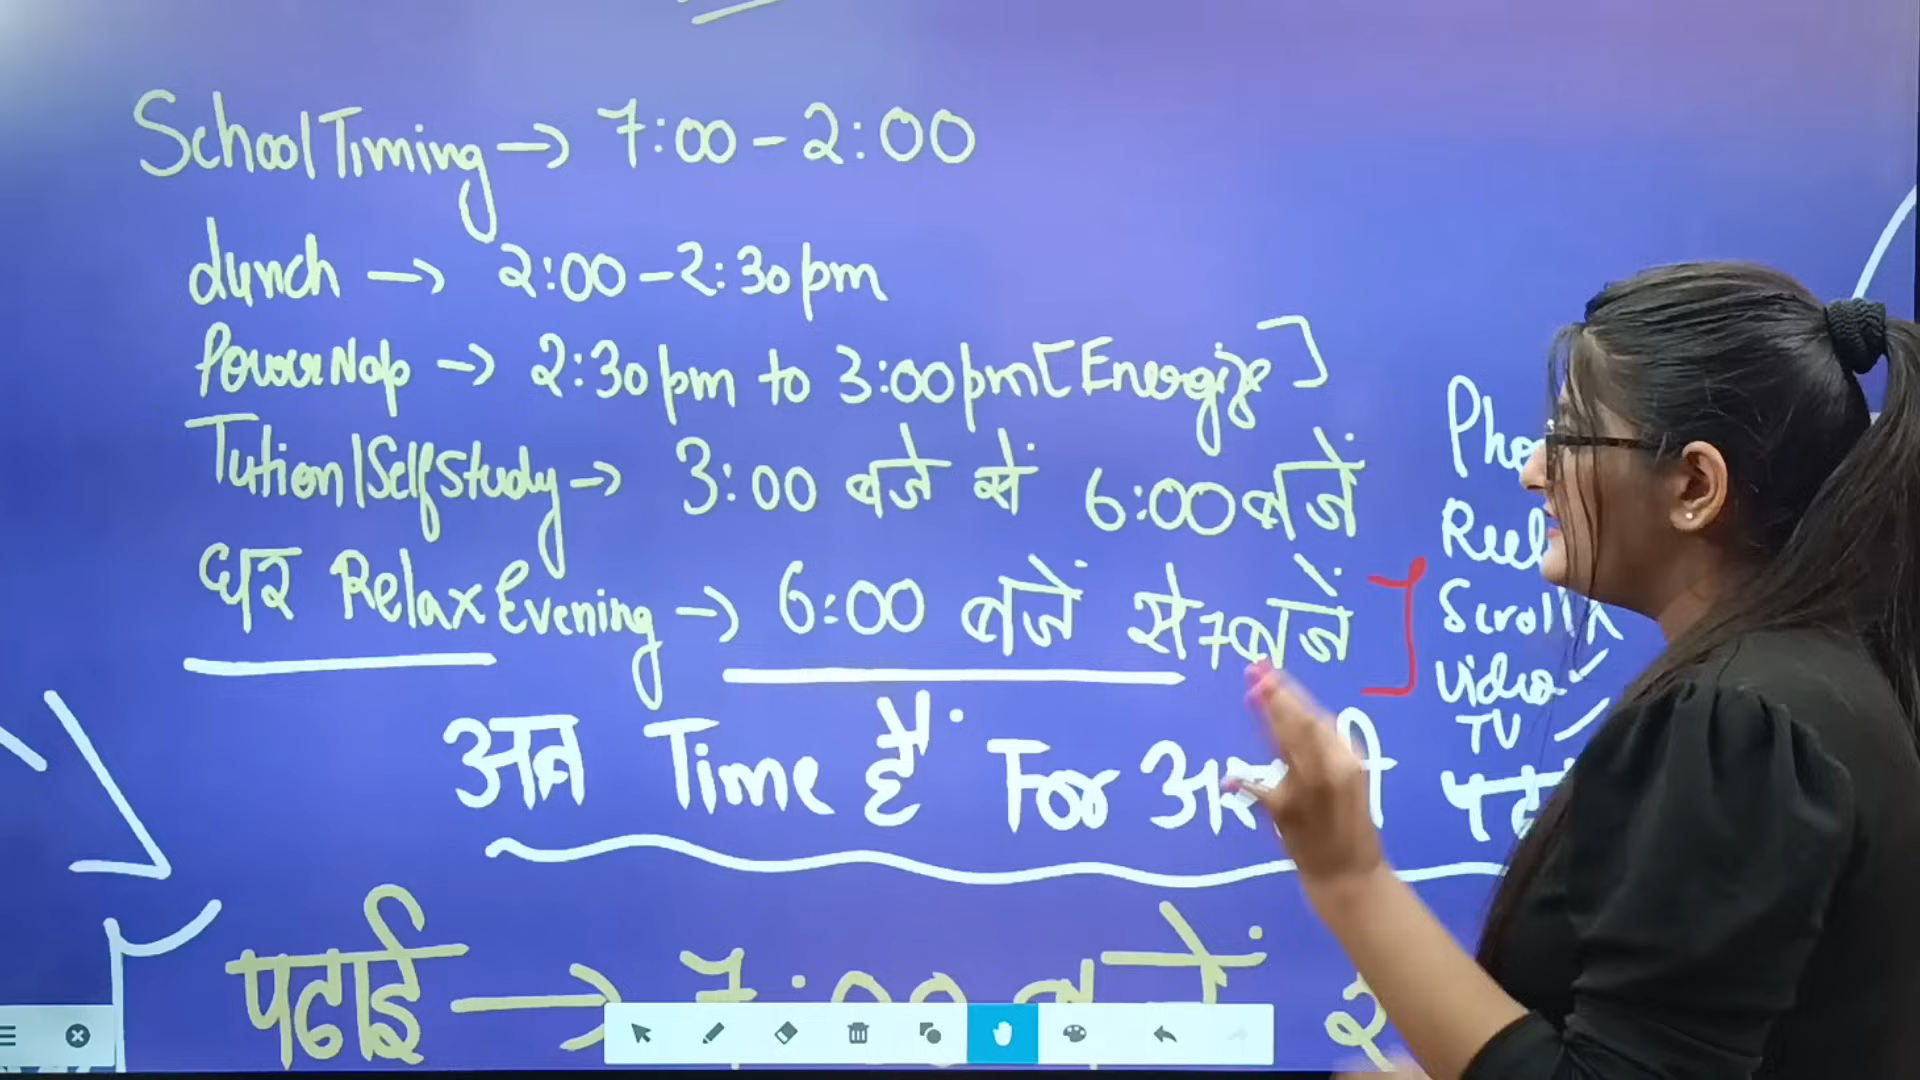 School Timing → 7:00 - 2:00
Lunch → 2:00 - 2:30 pm
Power Nap → 2:30 pm to 3:00 pm [Energize]
Tution/Self Study → 3:00 बजे से 6:00 बजें
घर Relax Evening → 6:00 बजें से 7 बजें
Video
TV
अब Time हैं For
पढाई → 7:00